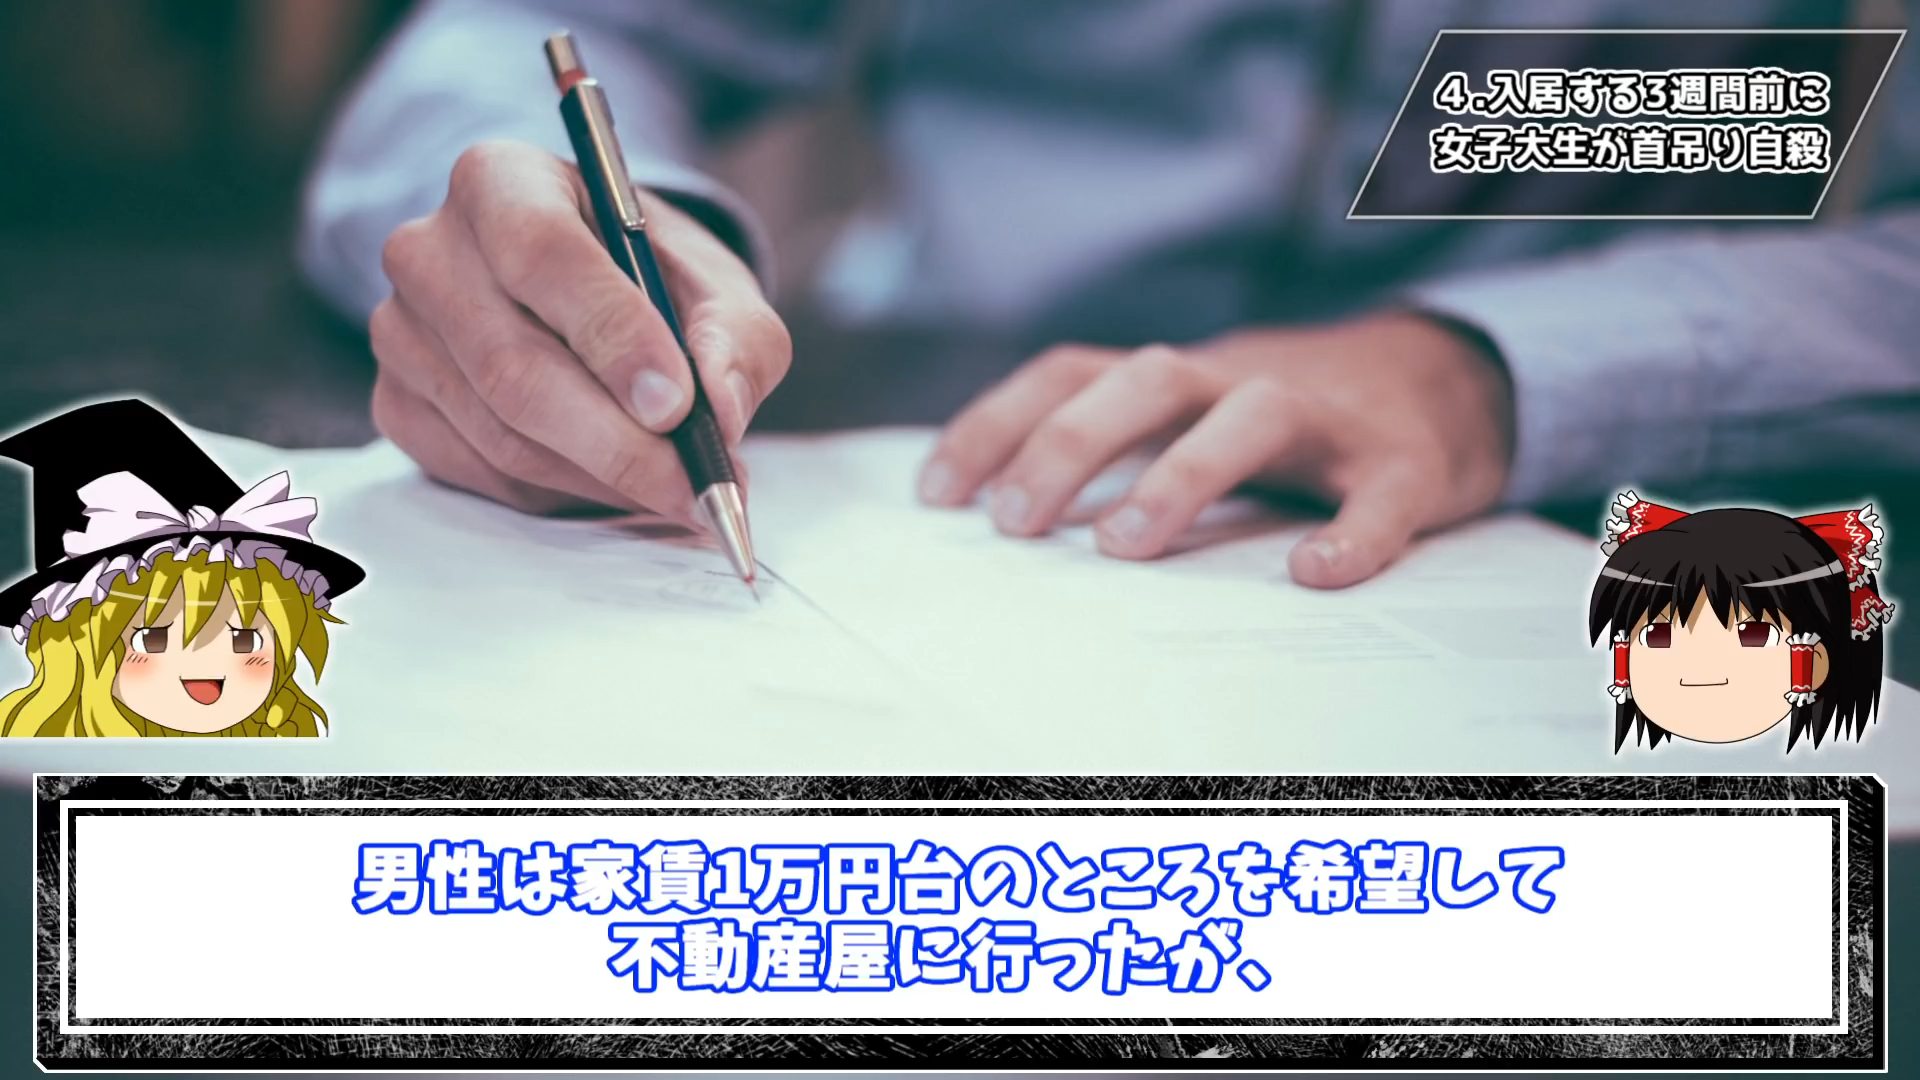 ４.入居する3週間前に
女子大生が首吊り自殺
男性は家賃1万円台のところを希望して
不動産屋に行ったが、